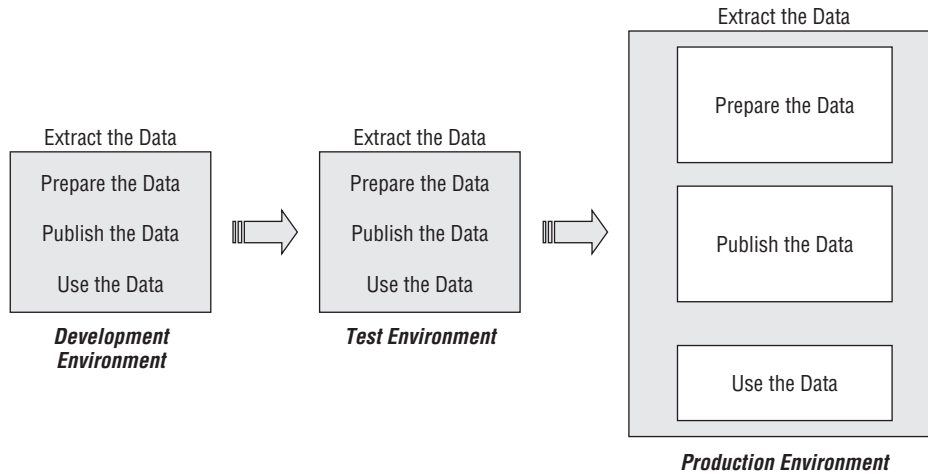 Extract the Data
Prepare the Data
Publish the Data
Use the Data
Development
Environment
Extract the Data
Prepare the Data
Publish the Data
Use the Data
Test Environment
Extract the Data
Prepare the Data
Publish the Data
Use the Data
Production Environment